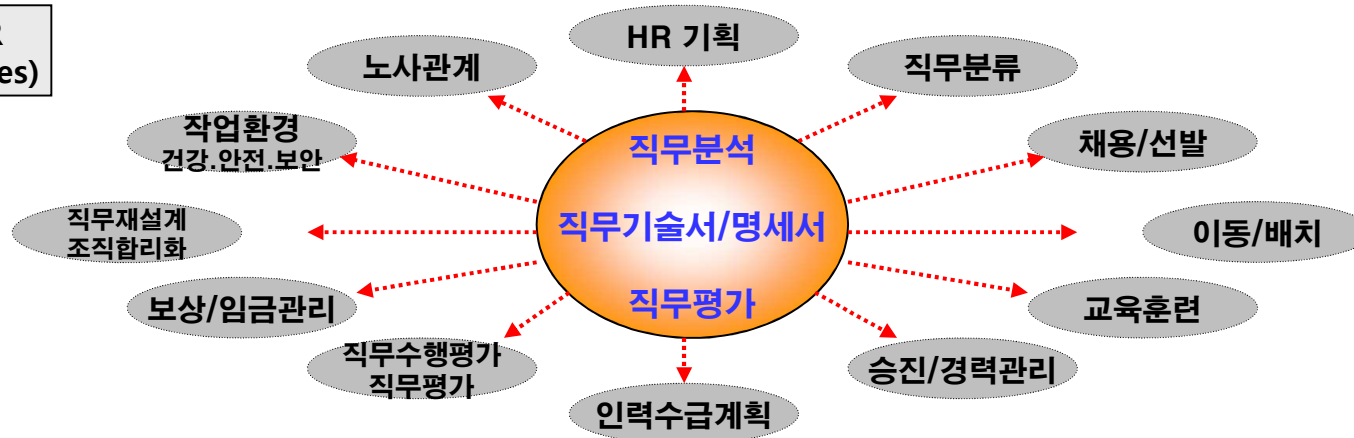 R
es)
HR 기획
노사관계
직무분류
작업환경
건강.안전.보안
채용/선발
직무분석
직무재설계
조직합리화
직무기술서/명세서
이동/배치
보상/임금관리
직무평가
교육훈련
직무수행평가
직무평가
승진/경력관리
인력수급계획